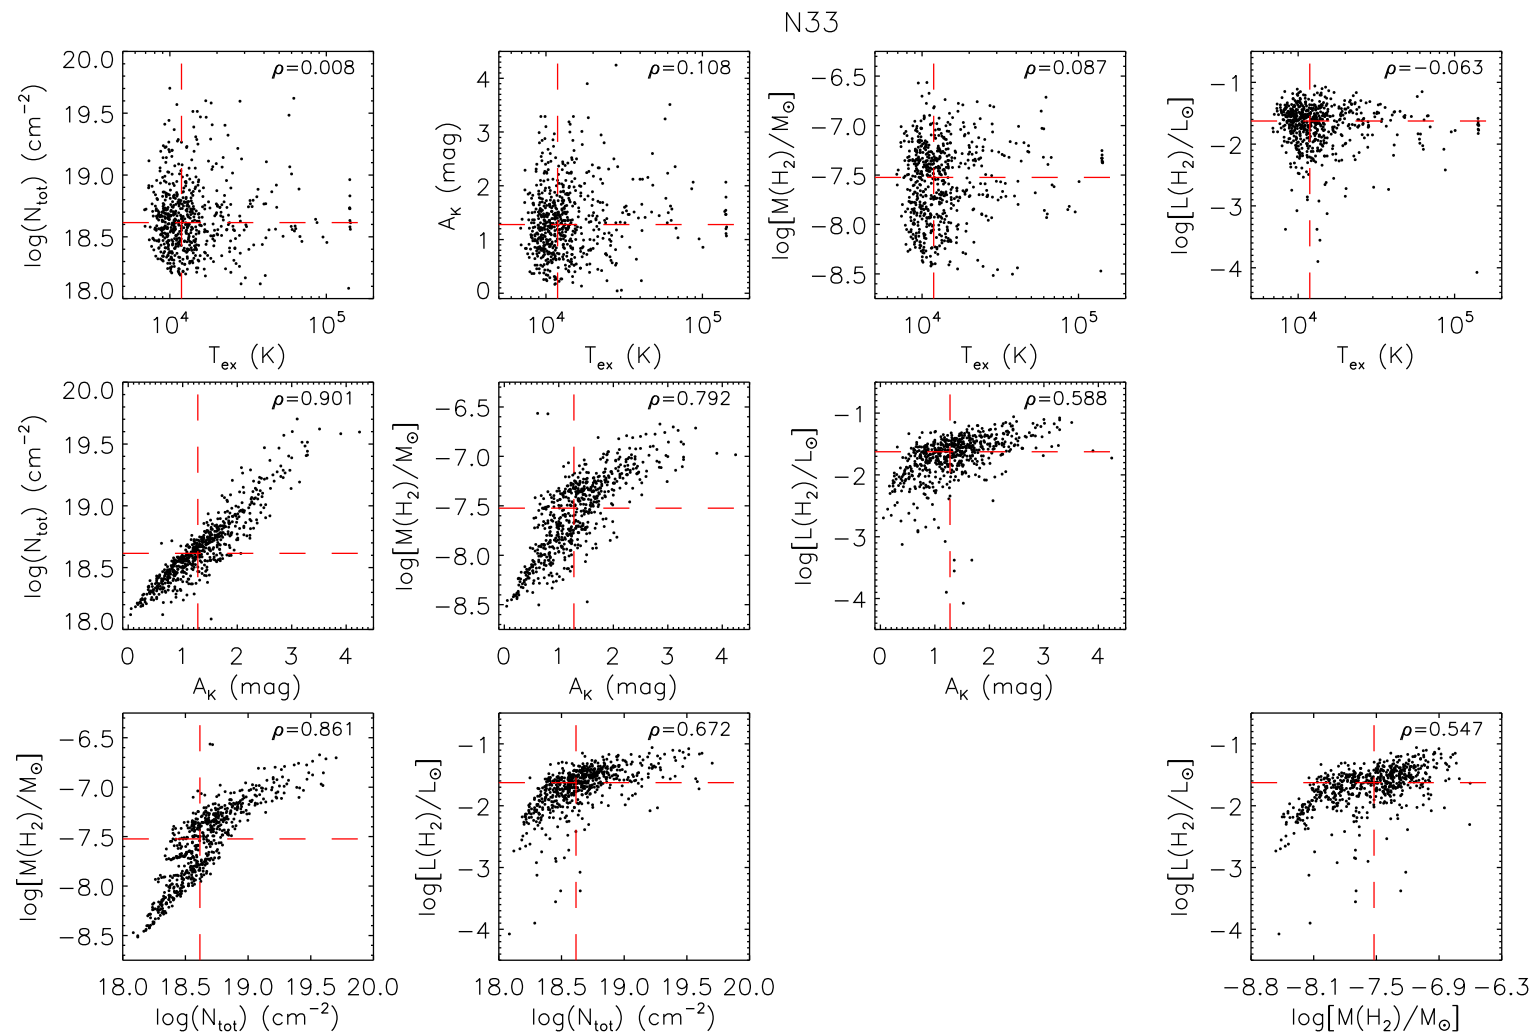 N33
ρ=0.008
ρ=0.108
ρ=0.087
ρ=−0.063
log(N_tot) (cm^−2)
20.0
19.5
19.0
18.5
18.0
A_K (mag)
4
3
2
1
0
log[M(H_2)/M_⊙]
−6.5
−7.0
−7.5
−8.0
−8.5
log[L(H_2)/L_⊙]
−1
−2
−3
−4
10^4 10^5
10^4 10^5
10^4 10^5
10^4 10^5
T_ex (K)
T_ex (K)
T_ex (K)
T_ex (K)
ρ=0.901
ρ=0.792
ρ=0.588
log(N_tot) (cm^−2)
20.0
19.5
19.0
18.5
18.0
log[M(H_2)/M_⊙]
−6.5
−7.0
−7.5
−8.0
−8.5
log[L(H_2)/L_⊙]
−1
−2
−3
−4
0 1 2 3 4
0 1 2 3 4
0 1 2 3 4
A_K (mag)
A_K (mag)
A_K (mag)
ρ=0.861
ρ=0.672
ρ=0.547
log[M(H_2)/M_⊙]
−6.5
−7.0
−7.5
−8.0
−8.5
log[L(H_2)/L_⊙]
−1
−2
−3
−4
log[L(H_2)/L_⊙]
−1
−2
−3
−4
18.0 18.5 19.0 19.5 20.0
18.0 18.5 19.0 19.5 20.0
−8.8 −8.1 −7.5 −6.9 −6.3
log(N_tot) (cm^−2)
log(N_tot) (cm^−2)
log[M(H_2)/M_⊙]